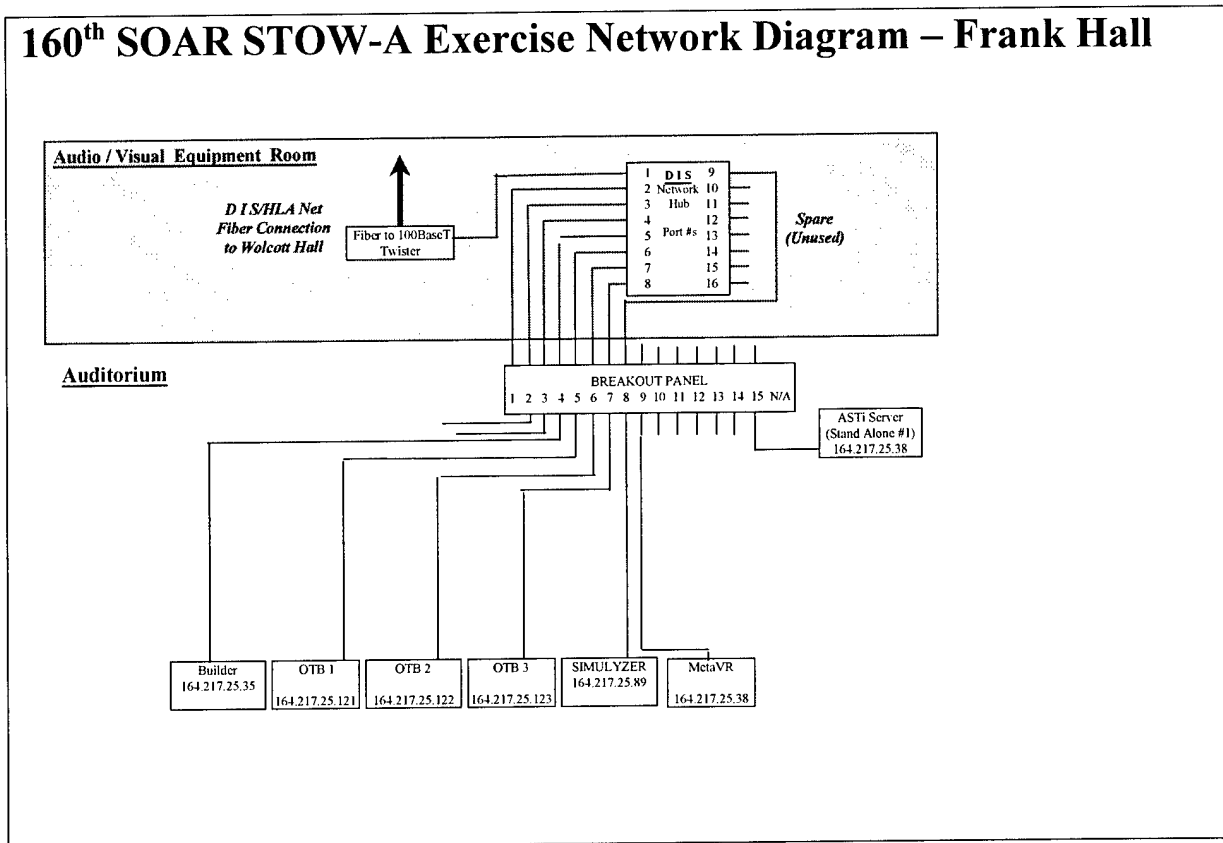 160th SOAR STOW-A Exercise Network Diagram – Frank Hall
Audio / Visual Equipment Room
D I S/HLA Net
Fiber Connection
to Wolcott Hall
Fiber to 100BaseT
Twister
1 D I S 9
2 Network 10
3 Hub 11
4 12
5 Port #s 13
6 14
7 15
8 16
Spare
(Unused)
Auditorium
BREAKOUT PANEL
1 2 3 4 5 6 7 8 9 10 11 12 13 14 15 N/A
ASTi Server
(Stand Alone #1)
164.217.25.38
Builder
164.217.25.35
OTB 1
164.217.25.121
OTB 2
164.217.25.122
OTB 3
164.217.25.123
SIMULYZER
164.217.25.89
MetaVR
164.217.25.38